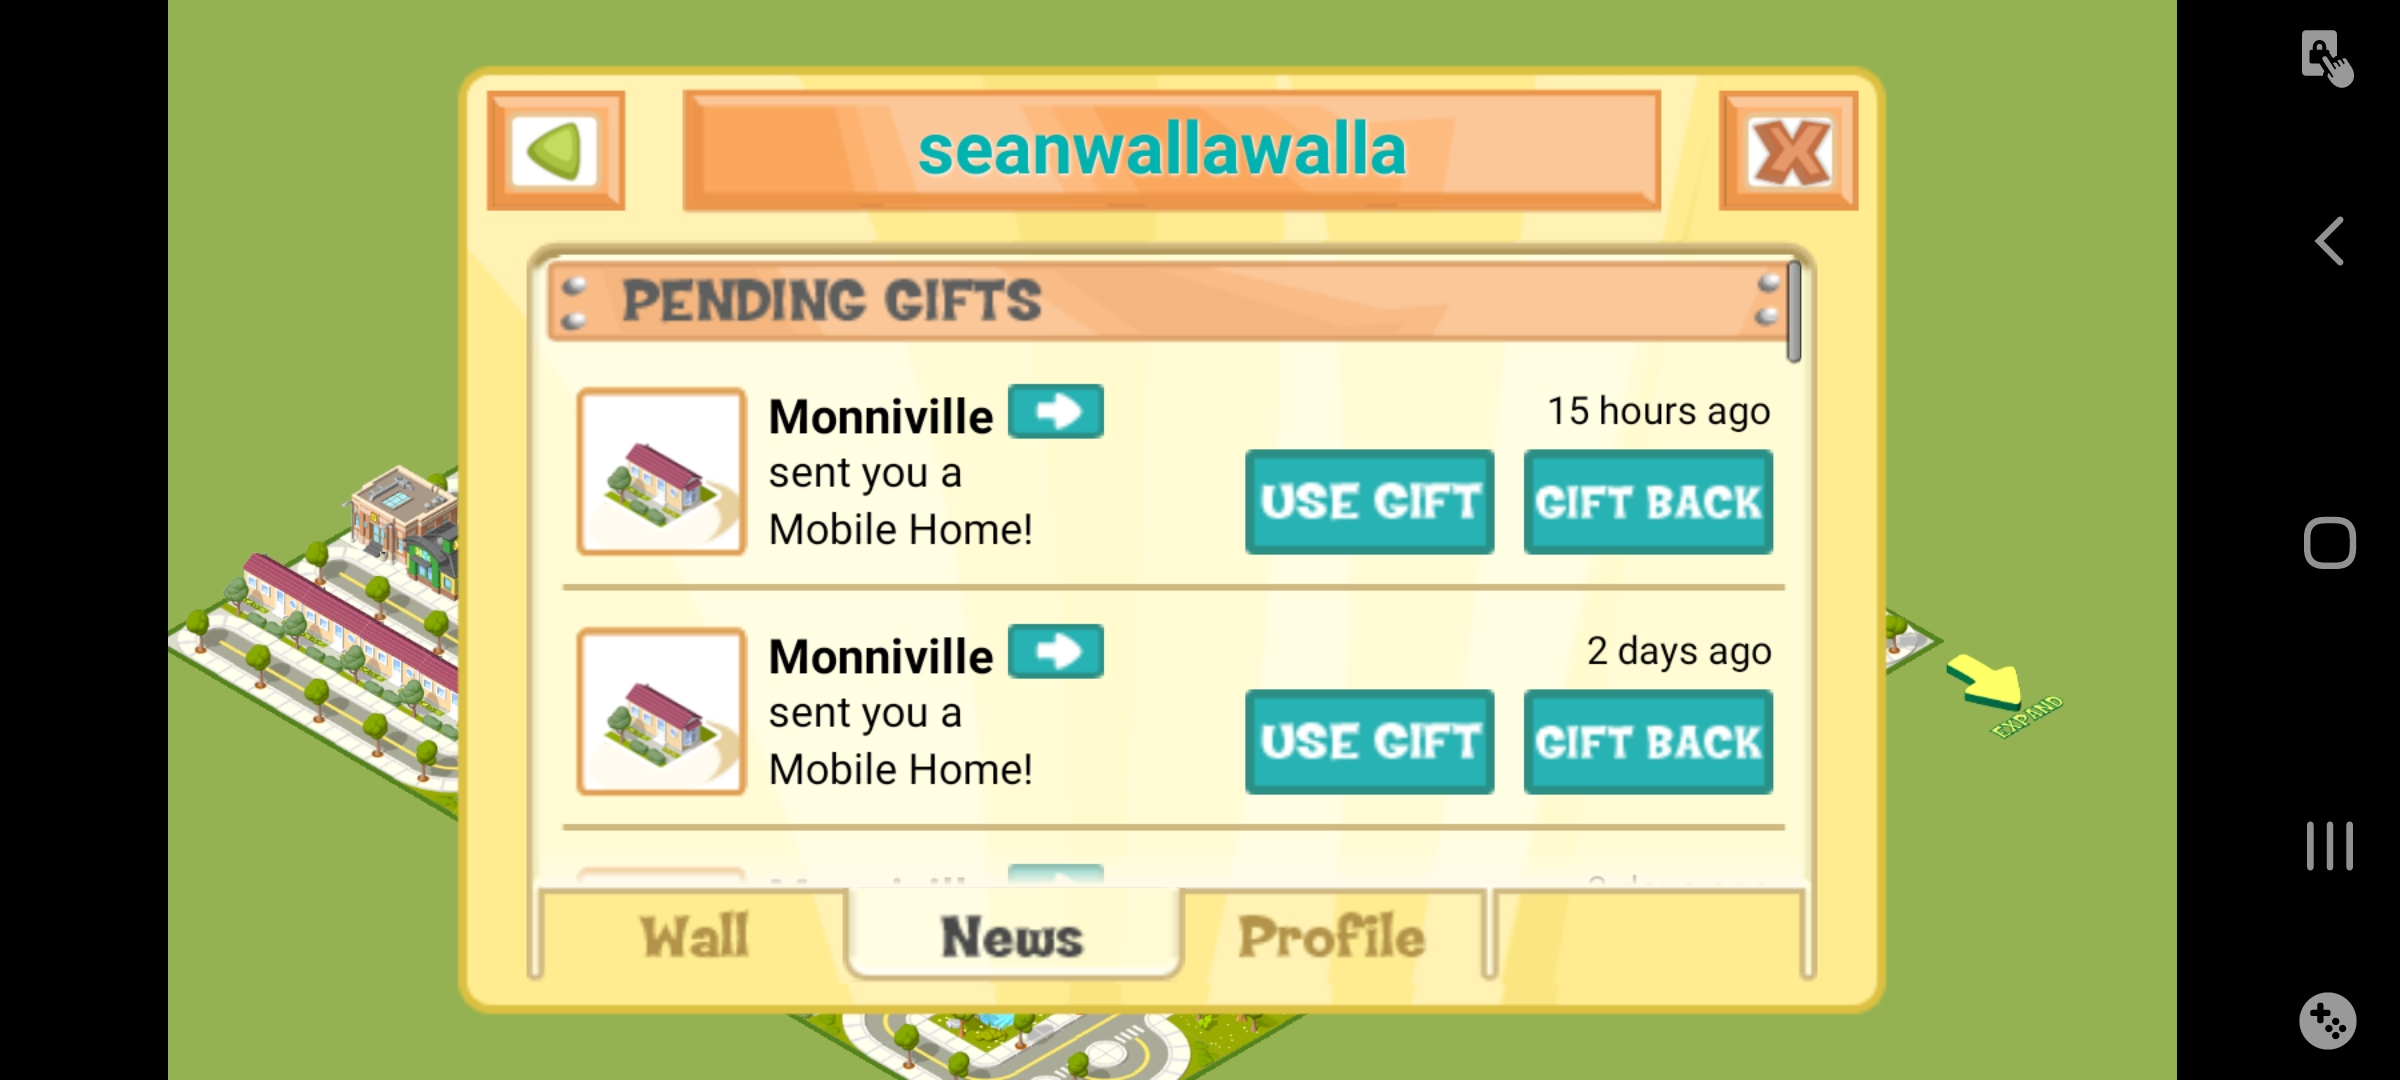 seanwallawalla
PENDING GIFTS
Monniville
15 hours ago
sent you a
Mobile Home!
USE GIFT
GIFT BACK
Monniville
2 days ago
sent you a
Mobile Home!
USE GIFT
GIFT BACK
EXPAND
Wall
News
Profile